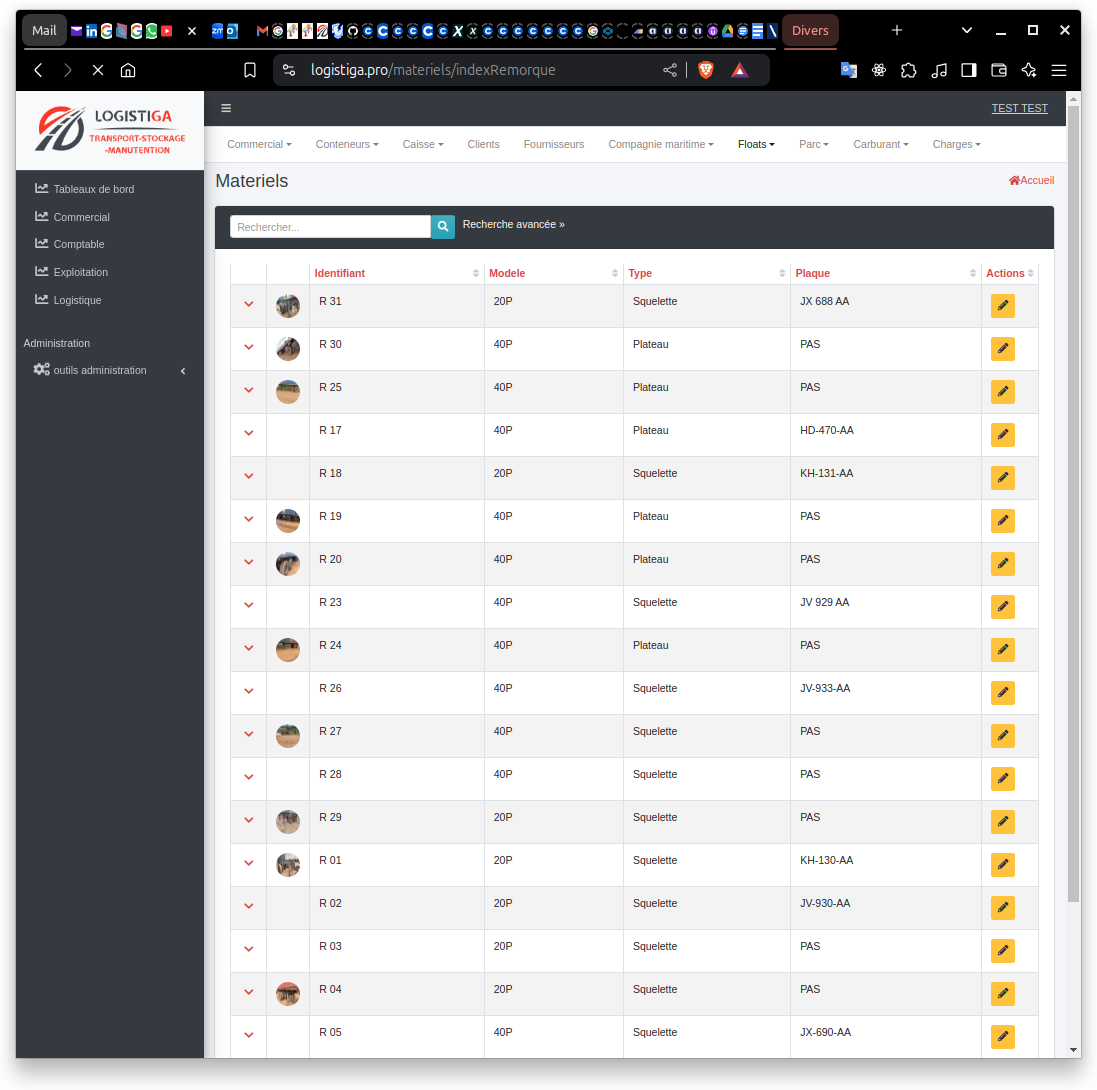 Mail
Divers
logistiga.pro/materiels/indexRemorque
LOGISTIGA
TRANSPORT-STOCKAGE
-MANUTENTION
TEST TEST
Commercial Conteneurs Caisse Clients Fournisseurs Compagnie maritime Floats Parc Carburant Charges
Tableaux de bord
Commercial
Comptable
Exploitation
Logistique
Administration
outils administration
Materiels
Accueil
Rechercher...
Recherche avancée »
Identifiant Modele Type Plaque Actions
R 31 20P Squelette JX 688 AA
R 30 40P Plateau PAS
R 25 40P Plateau PAS
R 17 40P Plateau HD-470-AA
R 18 20P Squelette KH-131-AA
R 19 40P Plateau PAS
R 20 40P Plateau PAS
R 23 40P Squelette JV 929 AA
R 24 40P Plateau PAS
R 26 40P Squelette JV-933-AA
R 27 40P Squelette PAS
R 28 40P Squelette PAS
R 29 20P Squelette PAS
R 01 20P Squelette KH-130-AA
R 02 20P Squelette JV-930-AA
R 03 20P Squelette PAS
R 04 20P Squelette PAS
R 05 40P Squelette JX-690-AA